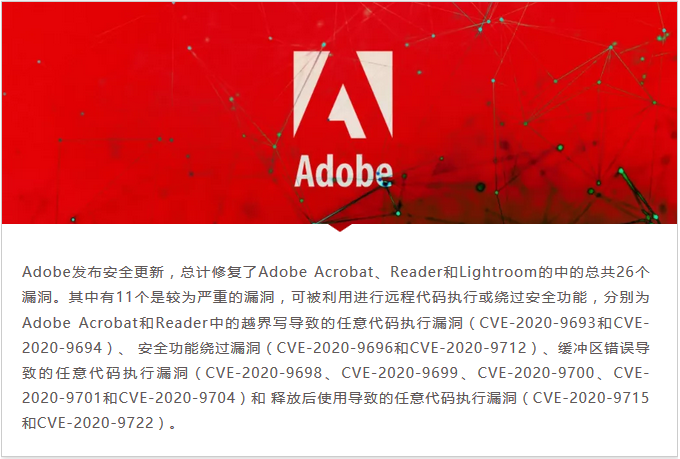 Adobe
Adobe发布安全更新，总计修复了Adobe Acrobat、Reader和Lightroom的中的总共26个
漏洞。其中有11个是较为严重的漏洞，可被利用进行远程代码执行或绕过安全功能，分别为
Adobe Acrobat和Reader中的越界写导致的任意代码执行漏洞（CVE-2020-9693和CVE-
2020-9694）、 安全功能绕过漏洞（CVE-2020-9696和CVE-2020-9712）、缓冲区错误导
致的任意代码执行漏洞（CVE-2020-9698、CVE-2020-9699、CVE-2020-9700、CVE-
2020-9701和CVE-2020-9704）和 释放后使用导致的任意代码执行漏洞（CVE-2020-9715
和CVE-2020-9722）。